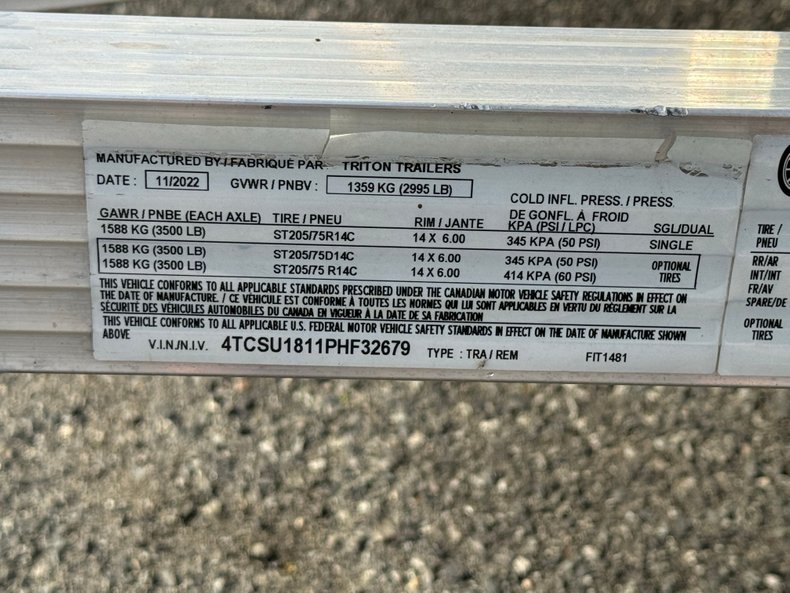 MANUFACTURED BY / FABRIQUÉ PAR TRITON TRAILERS
DATE : 11/2022 GVWR / PNBV : 1359 KG (2995 LB)
COLD INFL. PRESS. / PRESS.
DE GONFL. À FROID
GAWR / PNBE (EACH AXLE) TIRE / PNEU RIM / JANTE KPA (PSI / LPC) SGL/DUAL
1588 KG (3500 LB) ST205/75R14C 14 X 6.00 345 KPA (50 PSI) SINGLE
1588 KG (3500 LB) ST205/75D14C 14 X 6.00 345 KPA (50 PSI) OPTIONAL
1588 KG (3500 LB) ST205/75 R14C 14 X 6.00 414 KPA (60 PSI) TIRES
THIS VEHICLE CONFORMS TO ALL APPLICABLE STANDARDS PRESCRIBED UNDER THE CANADIAN MOTOR VEHICLE SAFETY REGULATIONS IN EFFECT ON
THE DATE OF MANUFACTURE. / CE VÉHICULE EST CONFORME À TOUTES LES NORMES QUI LUI SONT APPLICABLES EN VERTU DU RÈGLEMENT SUR LA
SÉCURITÉ DES VÉHICULES AUTOMOBILES DU CANADA EN VIGUEUR À LA DATE DE SA FABRICATION
THIS VEHICLE CONFORMS TO ALL APPLICABLE U.S. FEDERAL MOTOR VEHICLE SAFETY STANDARDS IN EFFECT ON THE DATE OF MANUFACTURE SHOWN
ABOVE
V.I.N./N.I.V. 4TCSU1811PHF32679 TYPE : TRA / REM FIT1481
TIRE /
PNEU
RR/AR
INT/INT
FR/AV
SPARE/DE
OPTIONAL
TIRES